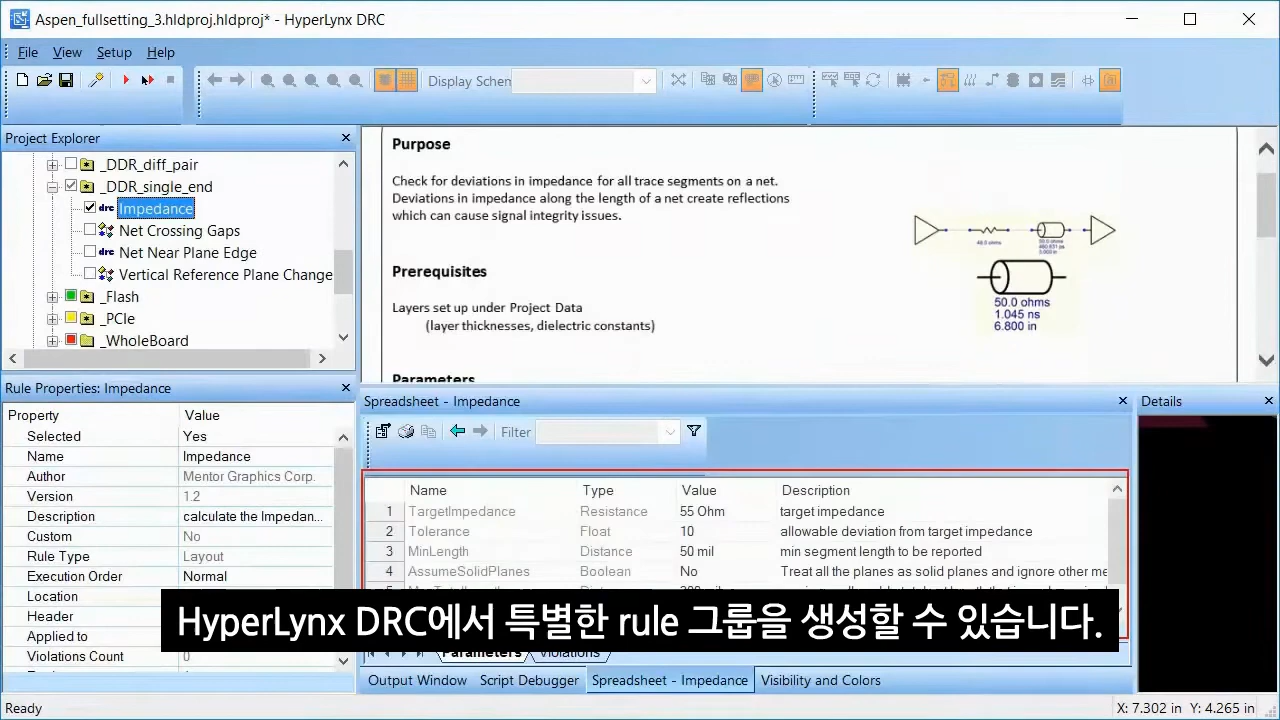 Aspen_fullsetting_3.hldproj.hldproj* - HyperLynx DRC
File View Setup Help
Display Schem
Project Explorer
_DDR_diff_pair
_DDR_single_end
drc Impedance
Net Crossing Gaps
drc Net Near Plane Edge
Vertical Reference Plane Change
_Flash
_PCIe
_WholeBoard
Purpose
Check for deviations in impedance for all trace segments on a net.
Deviations in impedance along the length of a net create reflections
which can cause signal integrity issues.
Prerequisites
Layers set up under Project Data
(layer thicknesses, dielectric constants)
Parameters
50.0 ohms
1.045 ns
6.800 in
Rule Properties: Impedance
Property Value
Selected Yes
Name Impedance
Author Mentor Graphics Corp.
Version 1.2
Description calculate the Impedan...
Custom No
Rule Type Layout
Execution Order Normal
Location
Header
Applied to
Violations Count 0
Spreadsheet - Impedance
Filter
Name Type Value Description
1 TargetImpedance Resistance 55 Ohm target impedance
2 Tolerance Float 10 allowable deviation from target impedance
3 MinLength Distance 50 mil min segment length to be reported
4 AssumeSolidPlanes Boolean No Treat all the planes as solid planes and ignore other me
Details
HyperLynx DRC에서 특별한 rule 그룹을 생성할 수 있습니다.
Parameters Violations
Output Window Script Debugger Spreadsheet - Impedance Visibility and Colors
Ready
X: 7.302 in Y: 4.265 in